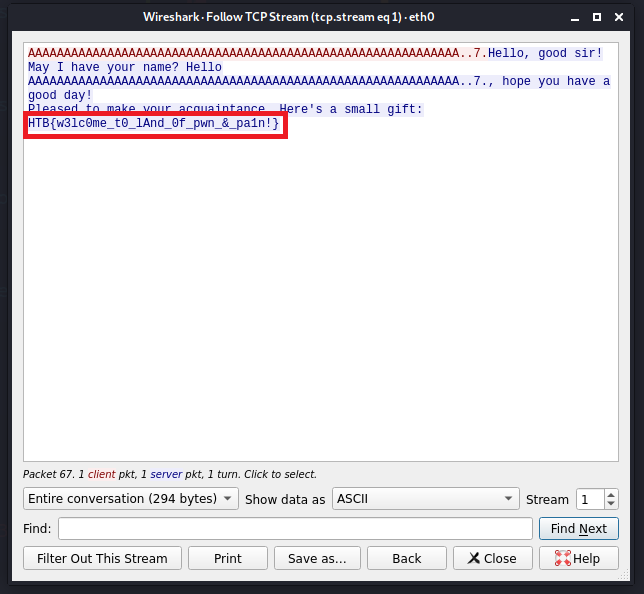 Wireshark · Follow TCP Stream (tcp.stream eq 1) · eth0
AAAAAAAAAAAAAAAAAAAAAAAAAAAAAAAAAAAAAAAAAAAAAAAAAAAAAAAAAAAA..7.Hello, good sir!
May I have your name? Hello
AAAAAAAAAAAAAAAAAAAAAAAAAAAAAAAAAAAAAAAAAAAAAAAAAAAAAAAAAAAA..7., hope you have a
good day!
Pleased to make your acquaintance. Here's a small gift:
HTB{w3lc0me_t0_lAnd_0f_pwn_&_pa1n!}
Packet 67. 1 client pkt, 1 server pkt, 1 turn. Click to select.
Entire conversation (294 bytes) Show data as ASCII Stream 1
Find: Find Next
Filter Out This Stream Print Save as… Back Close Help